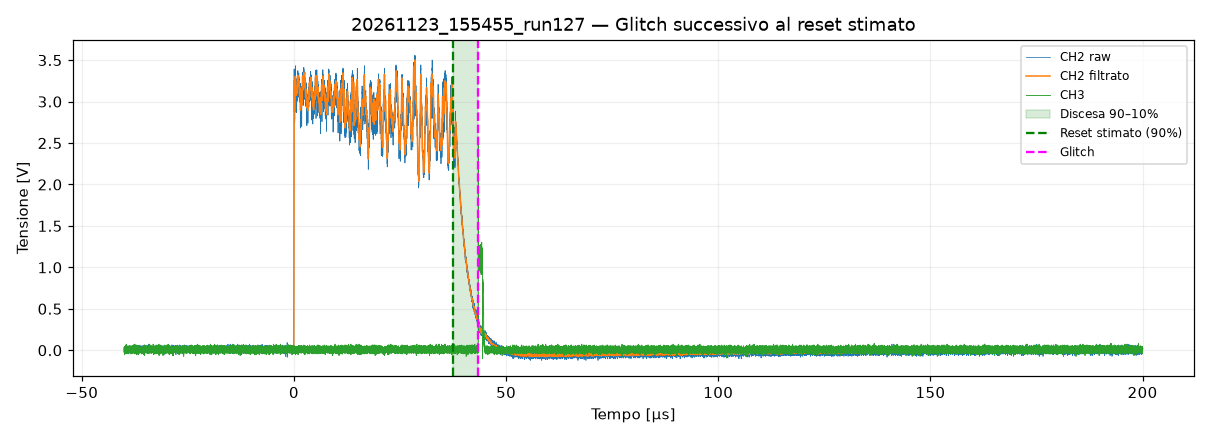 20261123_155455_run127 — Glitch successivo al reset stimato
Tensione [V]
3.5
3.0
2.5
2.0
1.5
1.0
0.5
0.0
CH2 raw
CH2 filtrato
CH3
Discesa 90–10%
Reset stimato (90%)
Glitch
−50
0
50
100
150
200
Tempo [µs]